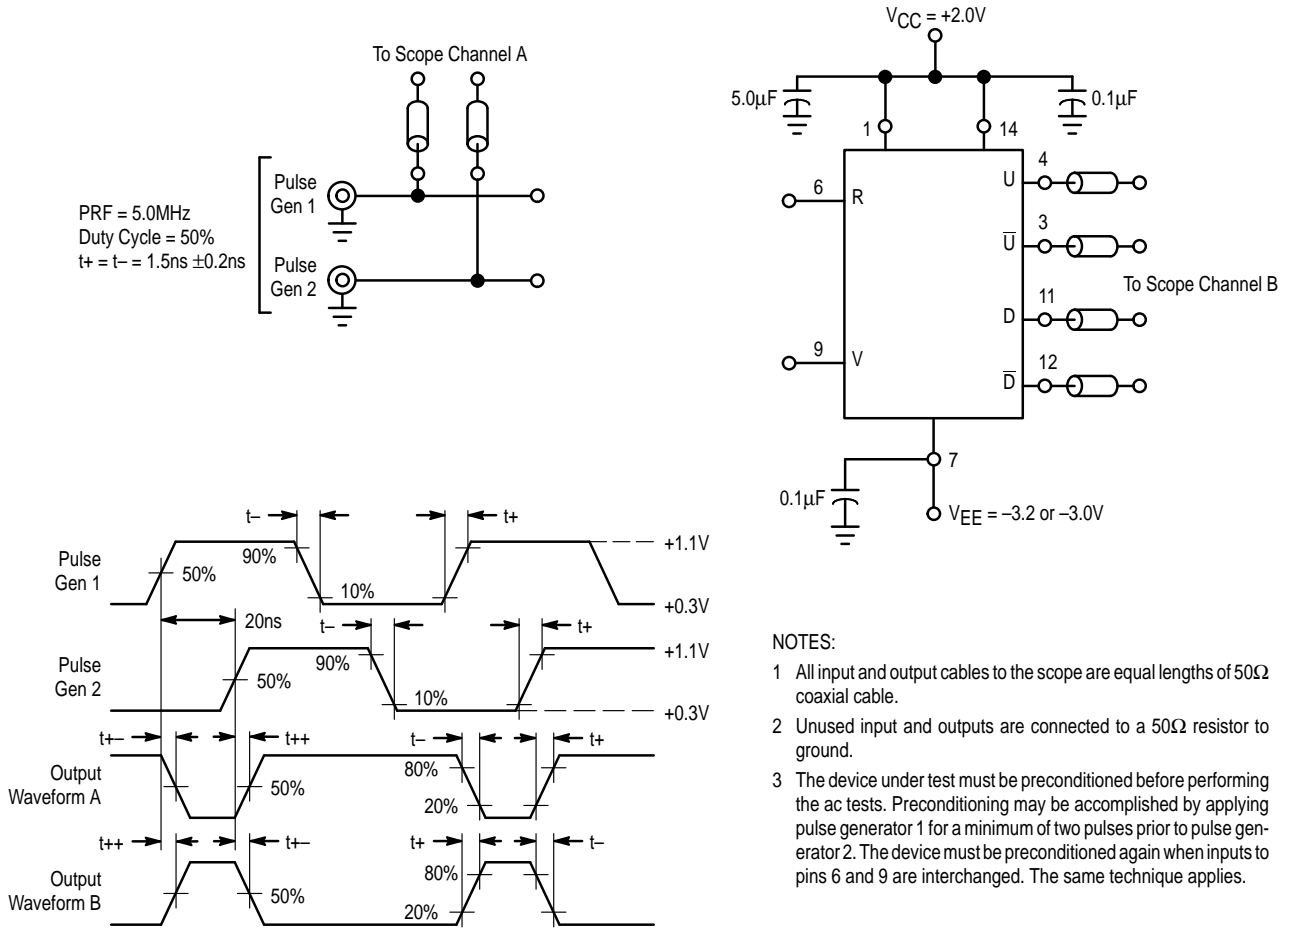 To Scope Channel A
PRF = 5.0MHz
Duty Cycle = 50%
t+ = t– = 1.5ns ±0.2ns
Pulse
Gen 1
Pulse
Gen 2
VCC = +2.0V
5.0µF
0.1µF
1
14
6
R
9
V
U
4
U̅
3
D
11
D̅
12
To Scope Channel B
7
0.1µF
VEE = –3.2 or –3.0V
Pulse
Gen 1
50%
90%
t–
10%
t+
+1.1V
+0.3V
20ns
Pulse
Gen 2
50%
90%
t–
10%
t+
+1.1V
+0.3V
Output
Waveform A
t+–
t++
50%
t–
t+
80%
20%
Output
Waveform B
t++
t+–
50%
t+
t–
80%
20%
NOTES:
1 All input and output cables to the scope are equal lengths of 50Ω
coaxial cable.
2 Unused input and outputs are connected to a 50Ω resistor to
ground.
3 The device under test must be preconditioned before performing
the ac tests. Preconditioning may be accomplished by applying
pulse generator 1 for a minimum of two pulses prior to pulse gen-
erator 2. The device must be preconditioned again when inputs to
pins 6 and 9 are interchanged. The same technique applies.